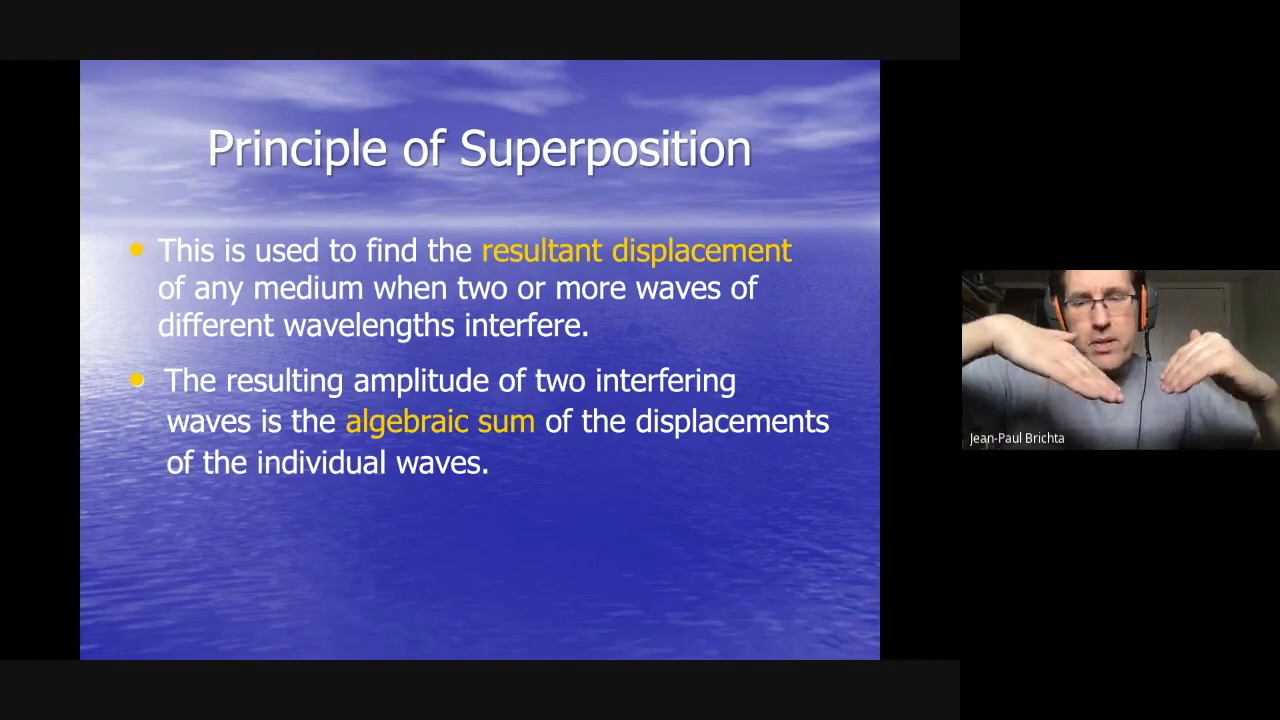 Principle of Superposition
This is used to find the resultant displacement
of any medium when two or more waves of
different wavelengths interfere.
The resulting amplitude of two interfering
waves is the algebraic sum of the displacements
of the individual waves.
Jean-Paul Brichta